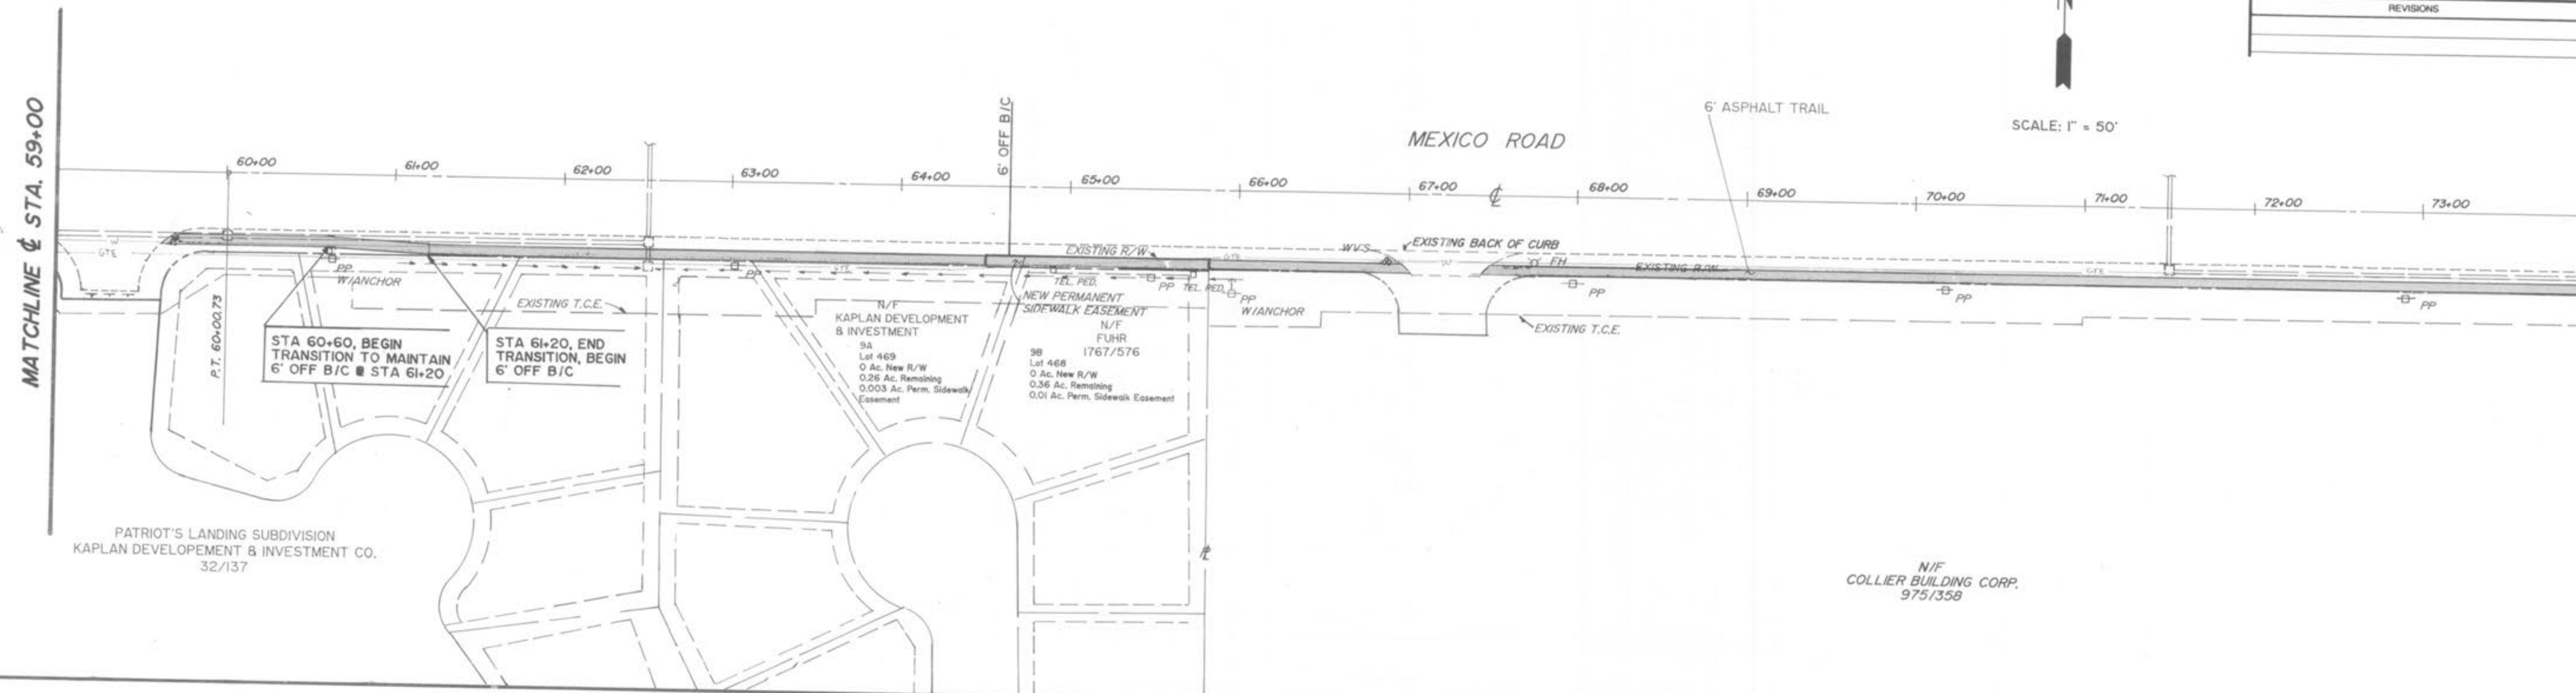 REVISIONS
SCALE: 1" = 50'
MATCHLINE ℄ STA. 59+00
MEXICO ROAD
6' ASPHALT TRAIL
6' OFF B/C
60+00
61+00
62+00
63+00
64+00
65+00
66+00
67+00
℄
68+00
69+00
70+00
71+00
72+00
73+00
W
GTE
GTE
EXISTING R/W
GTE
WV'S
EXISTING BACK OF CURB
W
FH
EXISTING R/W
GTE
PP
W/ANCHOR
PP
TEL. PED.
PP
TEL. PED.
PP
W/ANCHOR
PP
PP
PP
P.T. 60+00.73
EXISTING T.C.E.
EXISTING T.C.E.
STA 60+60, BEGIN
TRANSITION TO MAINTAIN
6' OFF B/C @ STA 61+20
STA 61+20, END
TRANSITION, BEGIN
6' OFF B/C
N/F
KAPLAN DEVELOPMENT
& INVESTMENT
9A
Lot 469
0 Ac. New R/W
0.26 Ac. Remaining
0.003 Ac. Perm. Sidewalk
Easement
NEW PERMANENT
SIDEWALK EASEMENT
N/F
FUHR
1767/576
9B
Lot 468
0 Ac. New R/W
0.36 Ac. Remaining
0.01 Ac. Perm. Sidewalk Easement
PATRIOT'S LANDING SUBDIVISION
KAPLAN DEVELOPEMENT & INVESTMENT CO.
32/137
N/F
COLLIER BUILDING CORP.
975/358